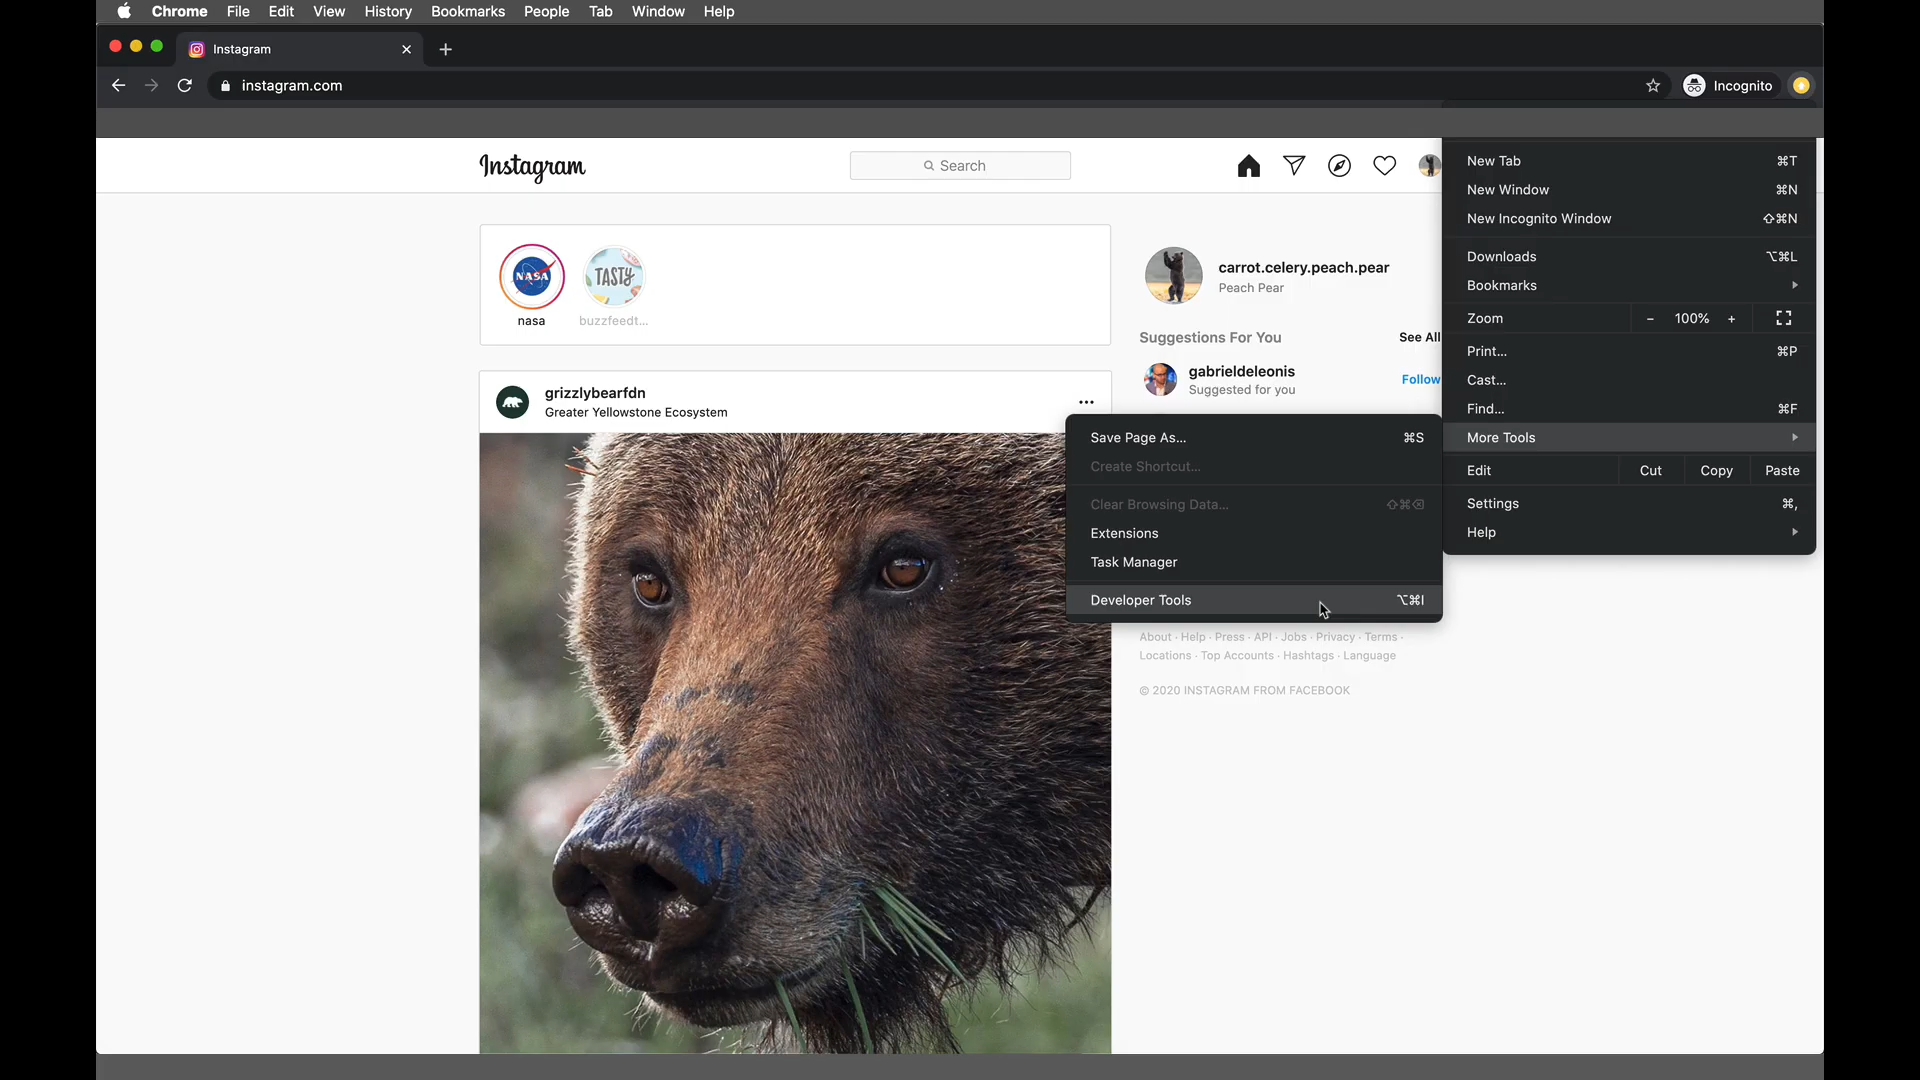 Chrome File Edit View History Bookmarks People Tab Window Help
Instagram
instagram.com
Incognito
Instagram
Search
NASA
TASTY
nasa
buzzfeedt...
carrot.celery.peach.pear
Peach Pear
Suggestions For You See All
gabrieldeleonis
Suggested for you
Follow
grizzlybearfdn
Greater Yellowstone Ecosystem
New Tab ⌘T
New Window ⌘N
New Incognito Window ⇧⌘N
Downloads ⌥⌘L
Bookmarks
Zoom - 100% +
Print... ⌘P
Cast...
Find... ⌘F
More Tools
Edit Cut Copy Paste
Settings ⌘,
Help
Save Page As... ⌘S
Create Shortcut...
Clear Browsing Data... ⇧⌘⌫
Extensions
Task Manager
Developer Tools ⌥⌘I
About · Help · Press · API · Jobs · Privacy · Terms ·
Locations · Top Accounts · Hashtags · Language
© 2020 INSTAGRAM FROM FACEBOOK